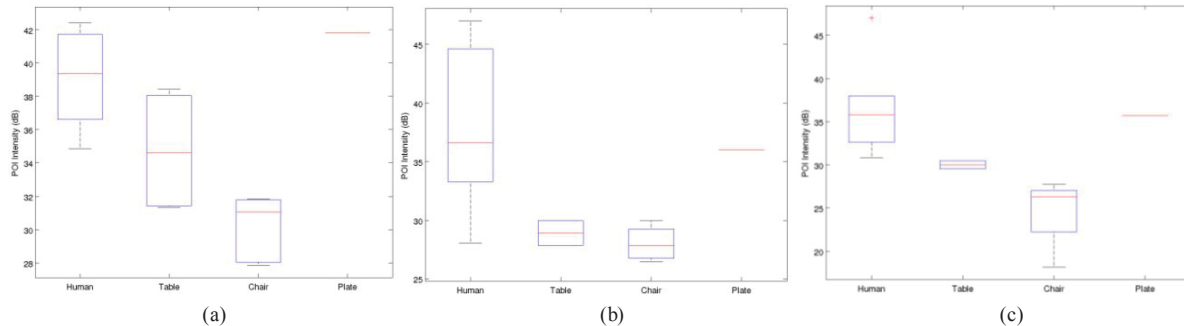 POI Intensity (dB)
42
40
38
36
34
32
30
28
Human Table Chair Plate
(a)
POI Intensity (dB)
45
40
35
30
25
Human Table Chair Plate
(b)
POI Intensity (dB)
45
40
35
30
25
20
Human Table Chair Plate
(c)